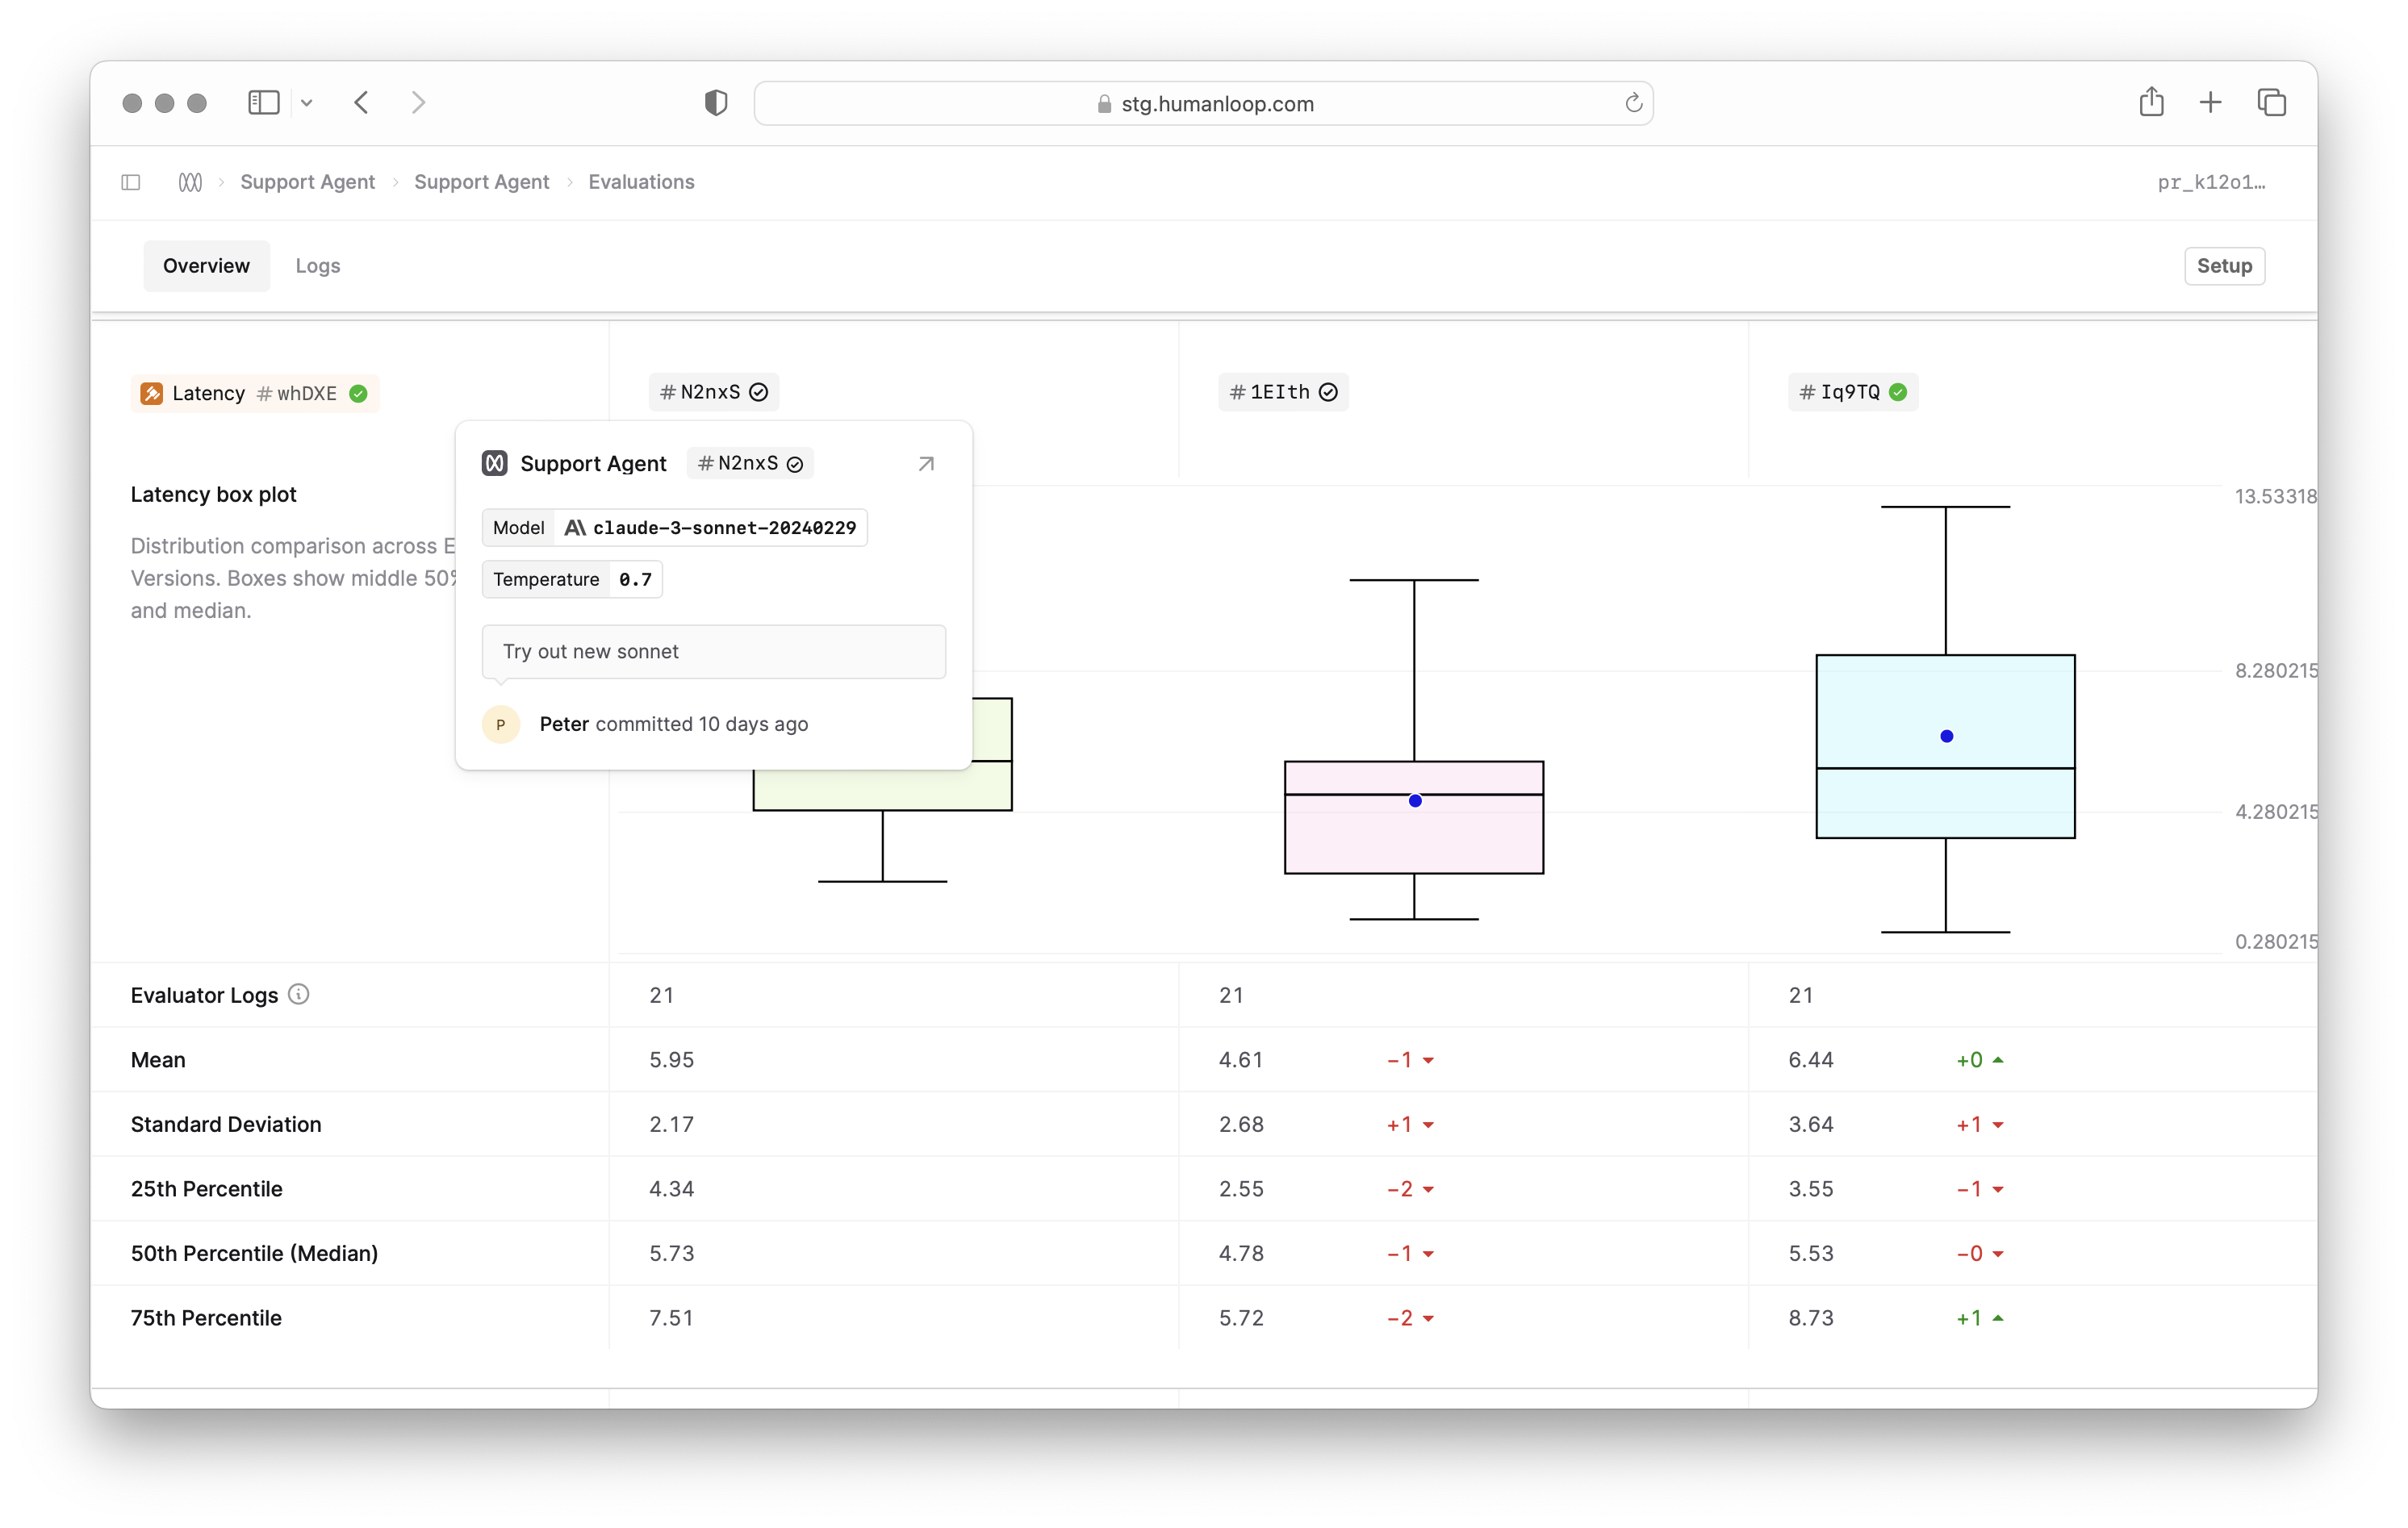 stg.humanloop.com
Support Agent > Support Agent > Evaluations
pr_k12o1…
Overview Logs
Setup
Latency #whDXE
#N2nxS
#1EIth
#Iq9TQ
Support Agent #N2nxS
Model claude-3-sonnet-20240229
Temperature 0.7
Try out new sonnet
P Peter committed 10 days ago
Latency box plot
Distribution comparison across E
Versions. Boxes show middle 50%
and median.
13.53318
8.280215
4.280215
0.280215
Evaluator Logs 21 21 21
Mean 5.95 4.61 -1 6.44 +0
Standard Deviation 2.17 2.68 +1 3.64 +1
25th Percentile 4.34 2.55 -2 3.55 -1
50th Percentile (Median) 5.73 4.78 -1 5.53 -0
75th Percentile 7.51 5.72 -2 8.73 +1